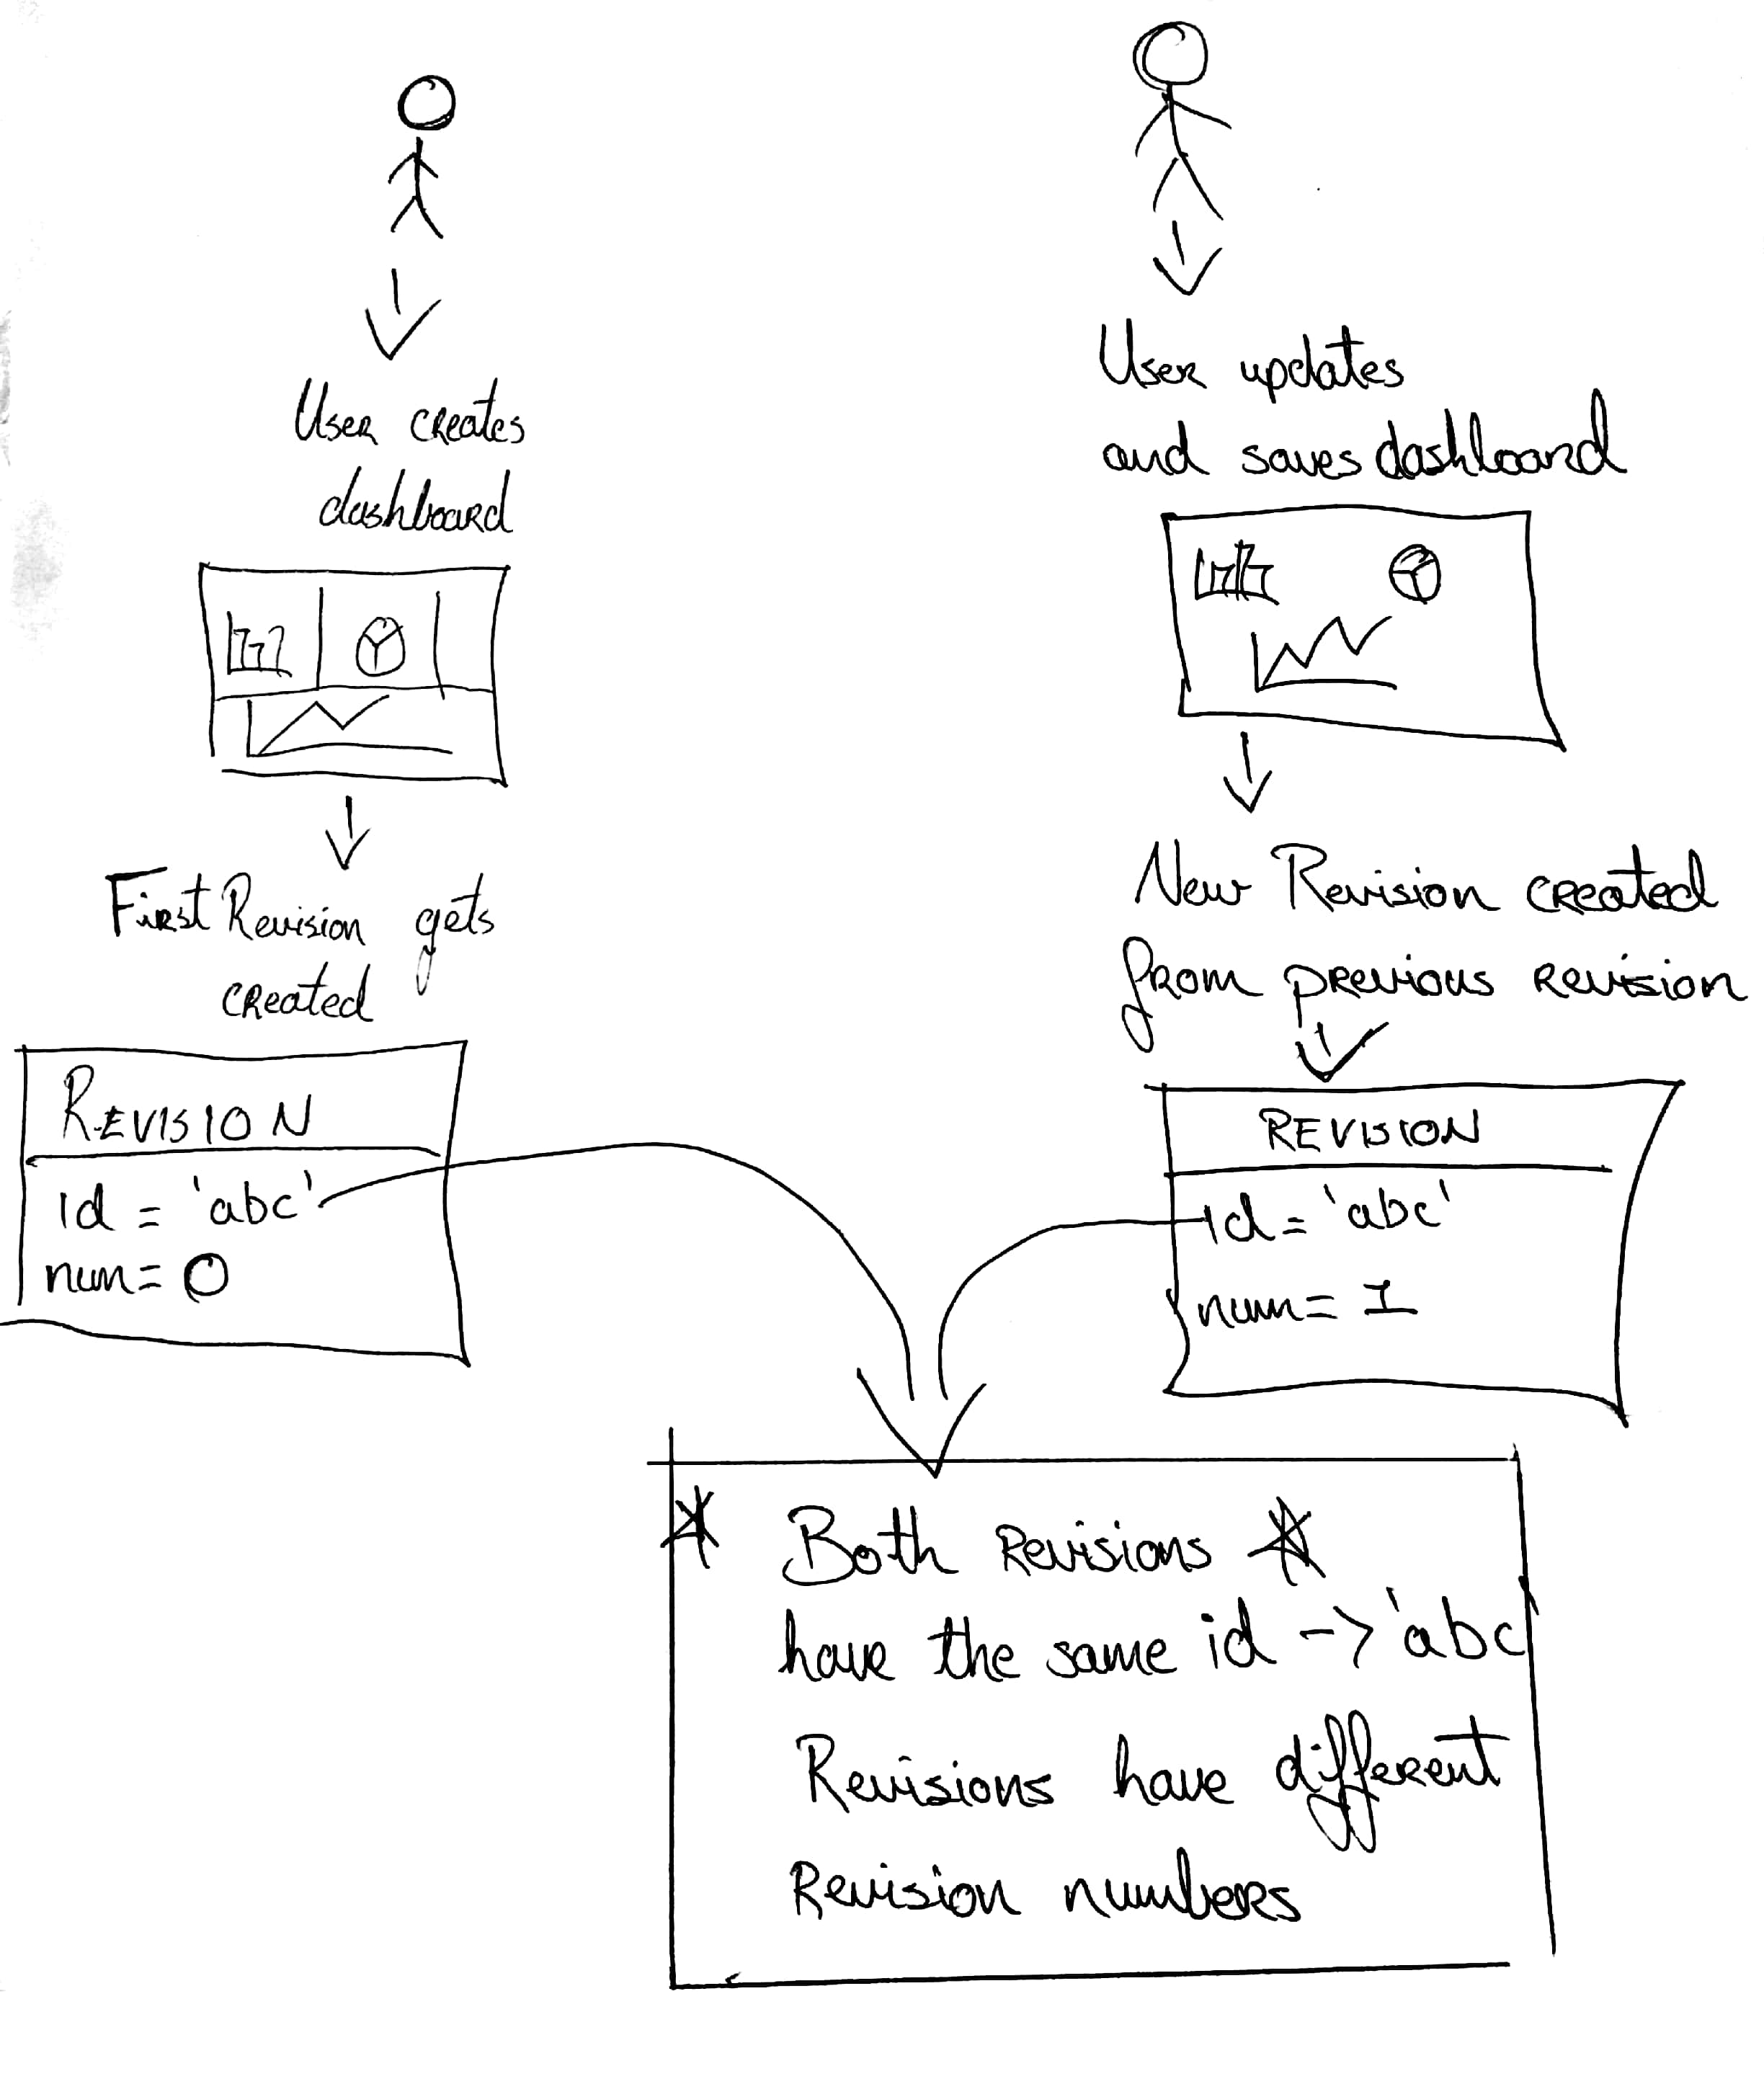 User creates
dashboard
First Revision gets
created
REVISION
id = 'abc'
num = 0
User updates
and saves dashboard
New Revision created
from previous revision
REVISION
id = 'abc'
num = 1
* Both Revisions *
have the same id -> 'abc
Revisions have different
Revision numbers